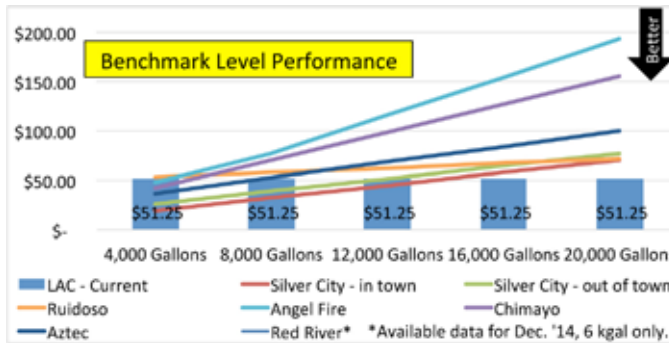 $200.00
Benchmark Level Performance
Better
$150.00
$100.00
$50.00
$51.25 $51.25 $51.25 $51.25 $51.25
$-
4,000 Gallons 8,000 Gallons 12,000 Gallons 16,000 Gallons 20,000 Gallons
LAC - Current Silver City - in town Silver City - out of town
Ruidoso Angel Fire Chimayo
Aztec Red River* *Available data for Dec. '14, 6 kgal only.